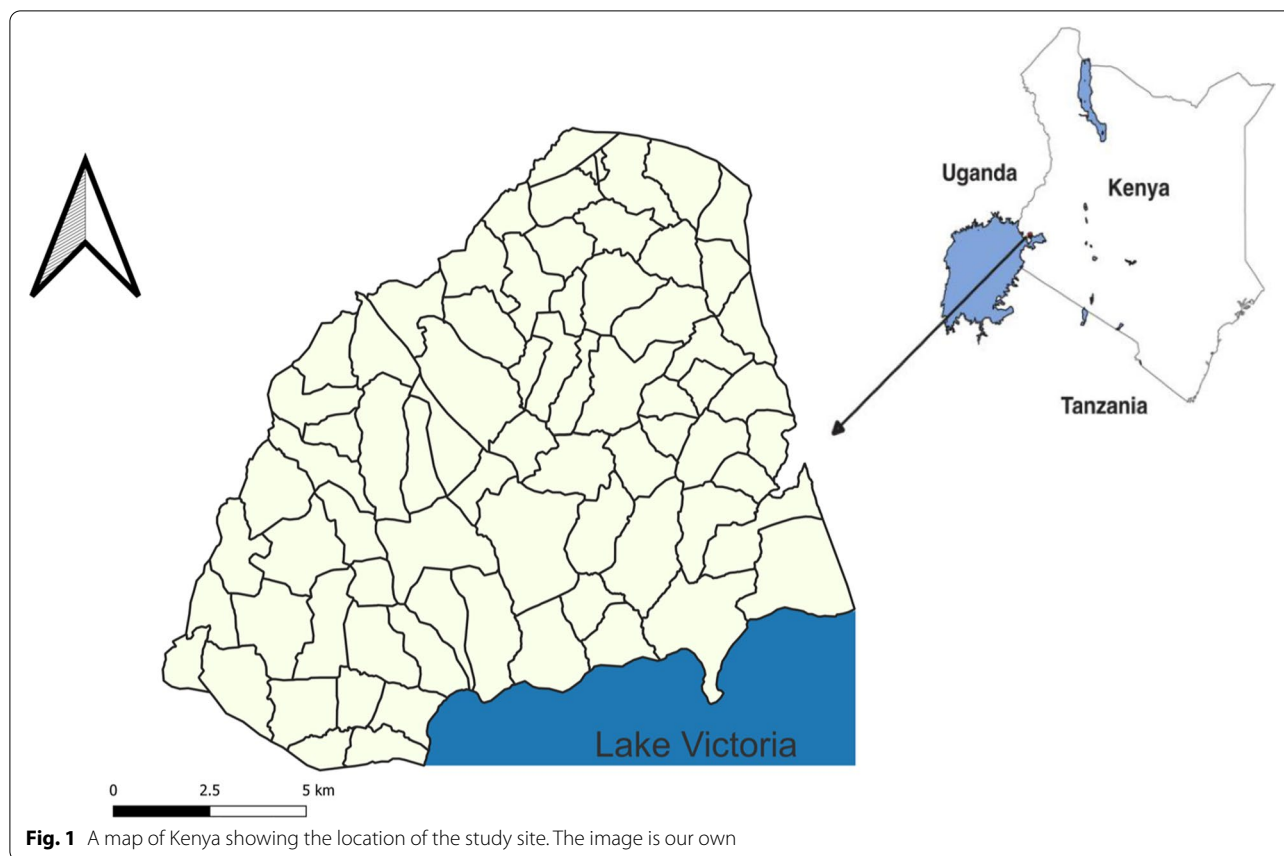 Uganda
Kenya
Tanzania
Lake Victoria
0 2.5 5 km
Fig. 1 A map of Kenya showing the location of the study site. The image is our own